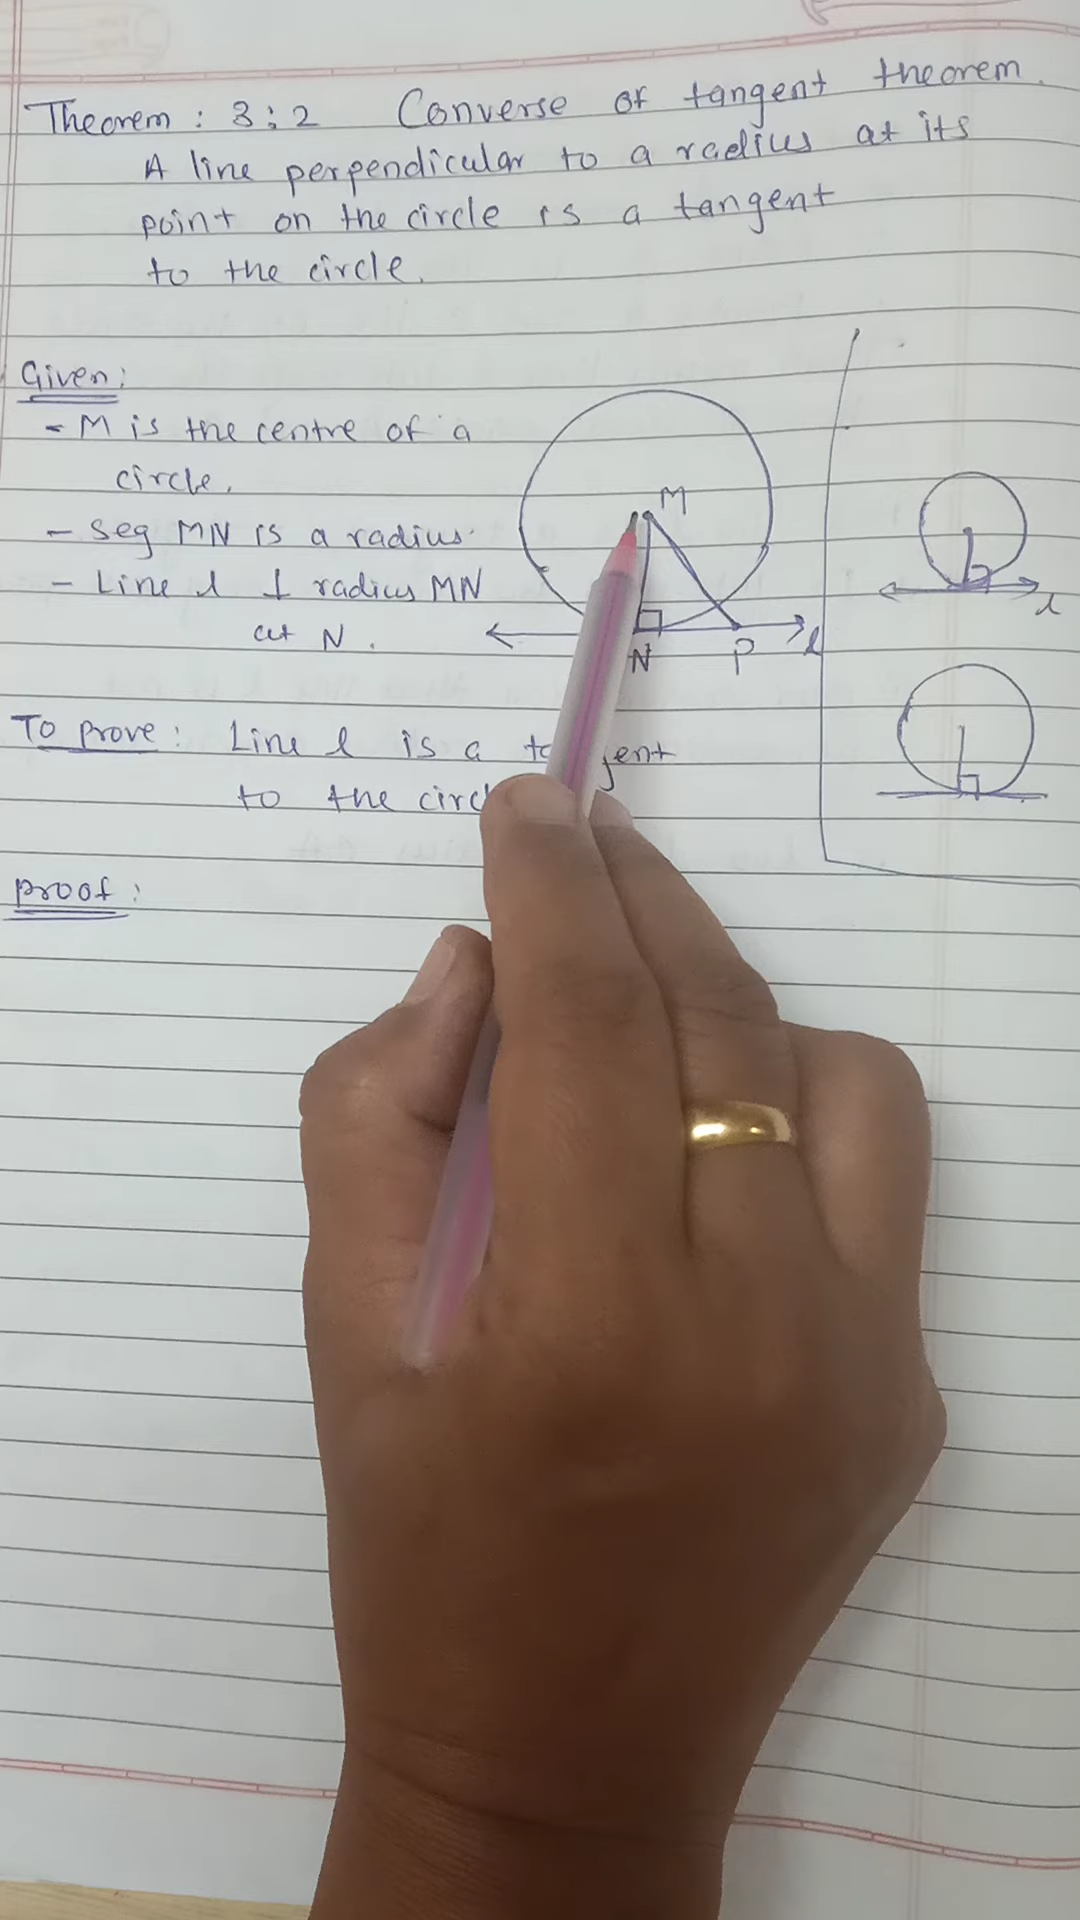 Theorem : 3:2 Converse of tangent theorem.
A line perpendicular to a radius at its
point on the circle is a tangent
to the circle.
Given:
- M is the centre of a
circle.
- seg MN is a radius.
- Line l ⊥ radius MN
at N.
M
N P l
l
To prove: Line l is a
to the
Proof: